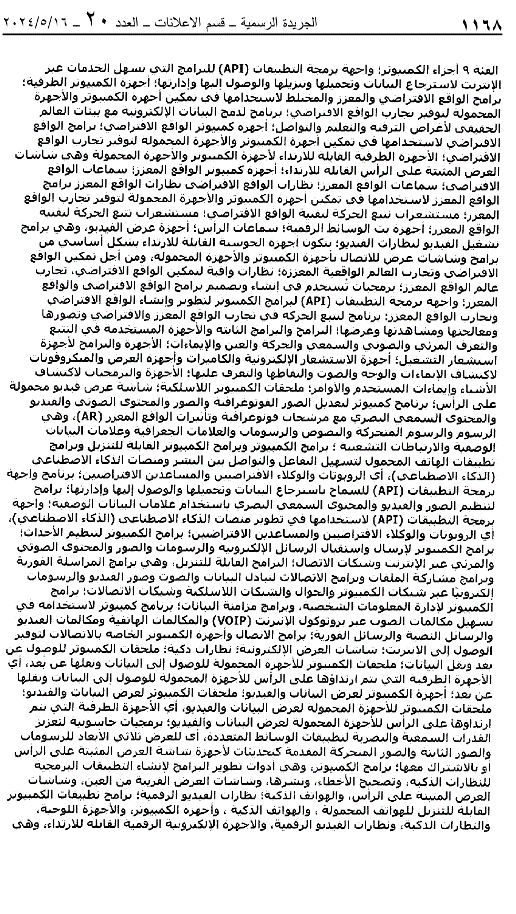 ١١٦٨ الجريدة الرسمية – قسم الاعلانات – العدد ٢٠ – ٢٠٢٤/٥/١٦
الفئة ٩ أجزاء الكمبيوتر؛ واجهة برمجة التطبيقات (API) للبرامج التي تسهل الخدمات عبر
الإنترنت لاسترجاع البيانات وتحميلها وتنزيلها والوصول إليها وإدارتها؛ أجهزة الكمبيوتر الطرفية؛
برامج الواقع الافتراضي والمعزز والمختلط لاستخدامها في تمكين أجهزة الكمبيوتر والأجهزة
المحمولة لتوفير تجارب الواقع الافتراضي؛ برنامج لدمج البيانات الإلكترونية مع بيئات العالم
الحقيقي لأغراض الترفيه والتعليم والتواصل؛ أجهزة كمبيوتر الواقع الافتراضي؛ برامج الواقع
الافتراضي لاستخدامها في تمكين أجهزة الكمبيوتر والأجهزة المحمولة لتوفير تجارب الواقع
الافتراضي؛ الأجهزة الطرفية القابلة للارتداء لأجهزة الكمبيوتر والأجهزة المحمولة وهي شاشات
العرض المثبتة على الرأس القابلة للارتداء؛ أجهزة كمبيوتر الواقع المعزز؛ سماعات الواقع
الافتراضي؛ سماعات الواقع المعزز؛ نظارات الواقع الافتراضي نظارات الواقع المعزز برامج
الواقع المعزز لاستخدامها في تمكين أجهزة الكمبيوتر والأجهزة المحمولة لتوفير تجارب الواقع
المعزز؛ مستشعرات تتبع الحركة لتقنية الواقع الافتراضي؛ مستشعرات تتبع الحركة لتقنية
الواقع المعزز؛ أجهزة بث الوسائط الرقمية؛ سماعات الرأس؛ أجهزة عرض الفيديو، وهي برامج
تشغيل الفيديو لنظارات الفيديو؛ يتكون أجهزة الحوسبة القابلة للارتداء بشكل أساسي من
برامج وشاشات عرض للاتصال بأجهزة الكمبيوتر والأجهزة المحمولة، ومن أجل تمكين الواقع
الافتراضي وتجارب العالم الواقعية المعززة؛ نظارات واقية لتمكين الواقع الافتراضي، تجارب
عالم الواقع المعزز؛ برمجيات تستخدم في إنشاء وتصميم برامج الواقع الافتراضي والواقع
المعزز؛ واجهة برمجة التطبيقات (API) لبرامج الكمبيوتر لتطوير وإنشاء الواقع الافتراضي
وتجارب الواقع المعزز؛ برنامج لتتبع الحركة في تجارب الواقع المعزز والافتراضي وتصورها
ومعالجتها ومشاهدتها وعرضها؛ البرامج والبرامج الثابتة والأجهزة المستخدمة في التتبع
والتعرف المرئي والصوتي والسمعي والحركة والعين والإيماءات؛ الأجهزة والبرامج لأجهزة
استشعار التشغيل؛ أجهزة الاستشعار الإلكترونية والكاميرات وأجهزة العرض والميكروفونات
لاكتشاف الإيماءات والوجه والصوت والتقاطها والتعرف عليها؛ الأجهزة والبرمجيات لاكتشاف
الأشياء وإيماءات المستخدم والأوامر؛ ملحقات الكمبيوتر اللاسلكية؛ شاشة عرض فيديو محمولة
على الرأس؛ برنامج كمبيوتر لتعديل الصور الفوتوغرافية والصور والمحتوى الصوتي والفيديو
والمحتوى السمعي البصري مع مرشحات فوتوغرافية وتأثيرات الواقع المعزز (AR)، وهي
الرسوم والرسوم المتحركة والنصوص والرسومات والعلامات الجغرافية وعلامات البيانات
الوصفية والارتباطات التشعبية ؛ برامج الكمبيوتر وبرامج الكمبيوتر القابلة للتنزيل وبرامج
تطبيقات الهاتف المحمول لتسهيل التفاعل والتواصل بين البشر ومنصات الذكاء الاصطناعي
(الذكاء الاصطناعي)، أي الروبوتات والوكلاء الافتراضيين والمساعدين الافتراضيين؛ برنامج واجهة
برمجة التطبيقات (API) للسماح باسترجاع البيانات وتحميلها والوصول إليها وإدارتها؛ برامج
لتنظيم الصور والفيديو والمحتوى السمعي البصري باستخدام علامات البيانات الوصفية؛ واجهة
برمجة التطبيقات (API) لاستخدامها في تطوير منصات الذكاء الاصطناعي (الذكاء الاصطناعي)،
أي الروبوتات والوكلاء الافتراضيين والمساعدين الافتراضيين؛ برامج الكمبيوتر لتنظيم الأحداث؛
برامج الكمبيوتر لإرسال واستقبال الرسائل الإلكترونية والرسومات والصور والمحتوى الصوتي
والمرئي عبر الإنترنت وشبكات الاتصال؛ البرامج القابلة للتنزيل، وهي برامج المراسلة الفورية
وبرامج مشاركة الملفات وبرامج الاتصالات لتبادل البيانات والصوت وصور الفيديو والرسومات
إلكترونيا عبر شبكات الكمبيوتر والجوال والشبكات اللاسلكية وشبكات الاتصالات؛ برامج
الكمبيوتر لإدارة المعلومات الشخصية، وبرامج مزامنة البيانات؛ برنامج كمبيوتر لاستخدامه في
تسهيل مكالمات الصوت عبر بروتوكول الإنترنت (VOIP) والمكالمات الهاتفية ومكالمات الفيديو
والرسائل النصية والرسائل الفورية؛ برامج الاتصال وأجهزة الكمبيوتر الخاصة بالاتصالات لتوفير
الوصول إلى الانترنت؛ شاشات العرض الإلكترونية؛ نظارات ذكية؛ ملحقات الكمبيوتر للوصول عن
بعد ونقل البيانات؛ ملحقات الكمبيوتر للأجهزة المحمولة للوصول إلى البيانات ونقلها عن بعد، أي
الأجهزة الطرفية التي يتم ارتداؤها على الرأس للأجهزة المحمولة للوصول إلى البيانات ونقلها
عن بعد؛ أجهزة الكمبيوتر لعرض البيانات والفيديو؛ ملحقات الكمبيوتر لعرض البيانات والفيديو؛
ملحقات الكمبيوتر للأجهزة المحمولة لعرض البيانات والفيديو، أي الأجهزة الطرفية التي يتم
ارتداؤها على الرأس للأجهزة المحمولة لعرض البيانات والفيديو؛ برمجيات حاسوبية لتعزيز
القدرات السمعية والبصرية لتطبيقات الوسائط المتعددة، أي للعرض ثلاثي الأبعاد للرسومات
والصور الثابتة والصور المتحركة المقدمة كتحديثات لأجهزة شاشة العرض المثبتة على الرأس
أو بالاشتراك معها؛ برامج الكمبيوتر، وهي أدوات تطوير البرامج لإنشاء التطبيقات البرمجية
للنظارات الذكية، وتصحيح الأخطاء، ونشرها، وشاشات العرض القريبة من العين، وشاشات
العرض المثبتة على الرأس، والهواتف الذكية؛ نظارات الفيديو الرقمية؛ برامج تطبيقات الكمبيوتر
القابلة للتنزيل للهواتف المحمولة ، والهواتف الذكية ، وأجهزة الكمبيوتر، والأجهزة اللوحية،
والنظارات الذكية، ونظارات الفيديو الرقمية، والأجهزة الإلكترونية الرقمية القابلة للارتداء، وهي